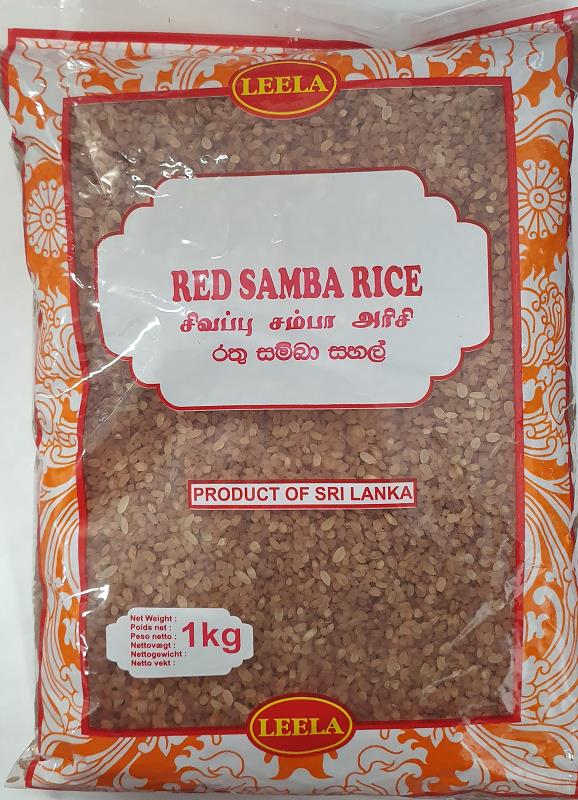 LEELA
RED SAMBA RICE
சிவப்பு சம்பா அரிசி
රතු සම්බා සහල්
PRODUCT OF SRI LANKA
Net Weight :
Poids net :
Peso netto :
Nettovægt :
Nettogewicht :
Netto vekt :
1kg
LEELA